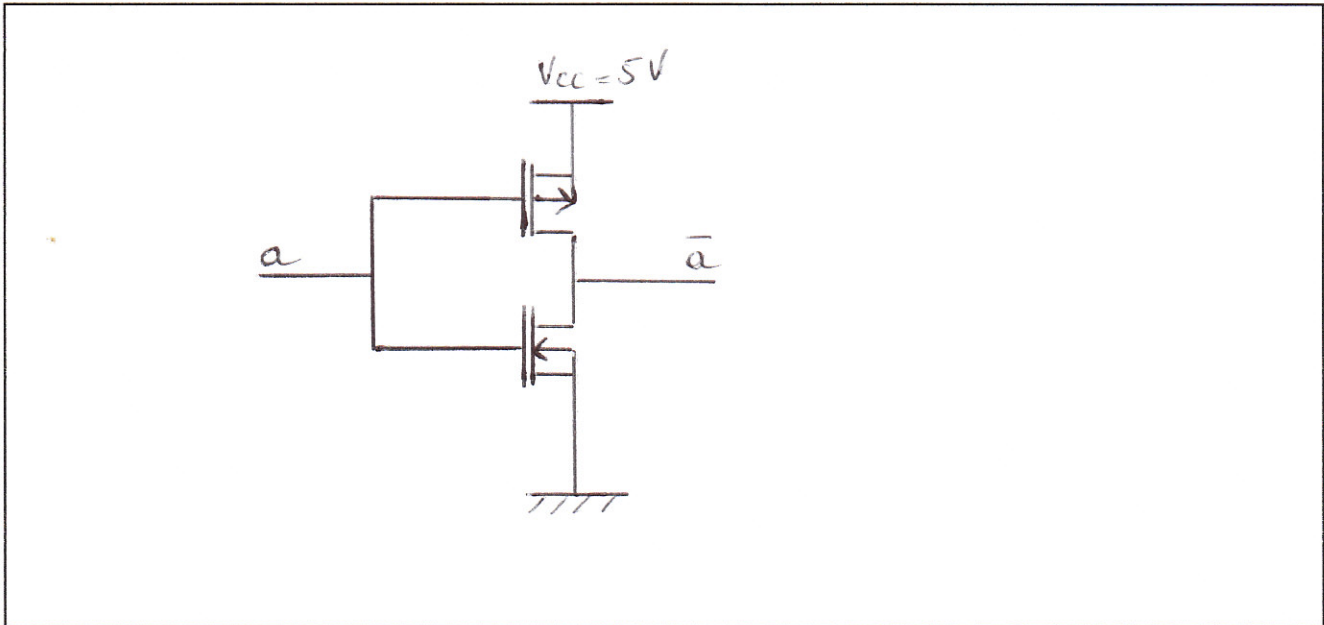 Vcc = 5V
a
a̅